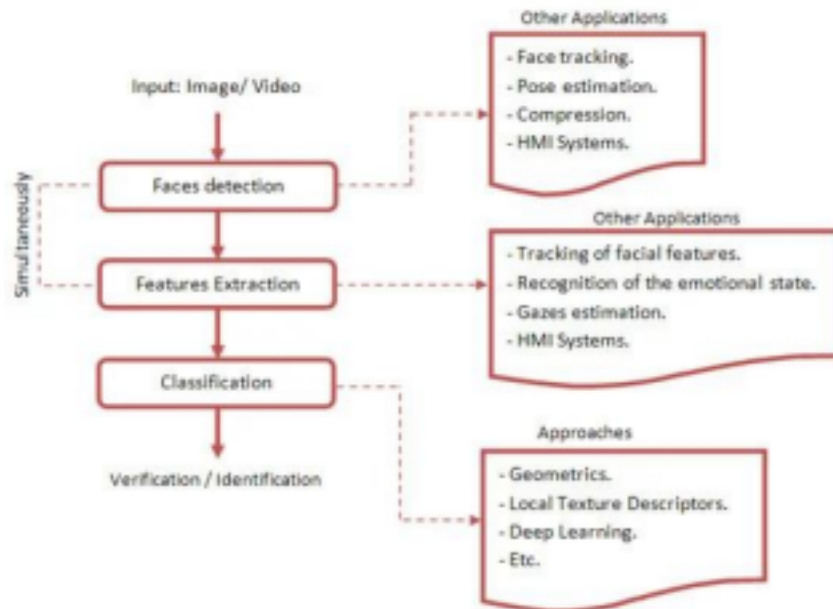 Other Applications
- Face tracking.
- Pose estimation.
- Compression.
- HMI Systems.
Input: Image/ Video
Faces detection
Simultaneously
Other Applications
- Tracking of facial features.
- Recognition of the emotional state.
- Gazes estimation.
- HMI Systems.
Features Extraction
Classification
Verification / Identification
Approaches
- Geometrics.
- Local Texture Descriptors.
- Deep Learning.
- Etc.